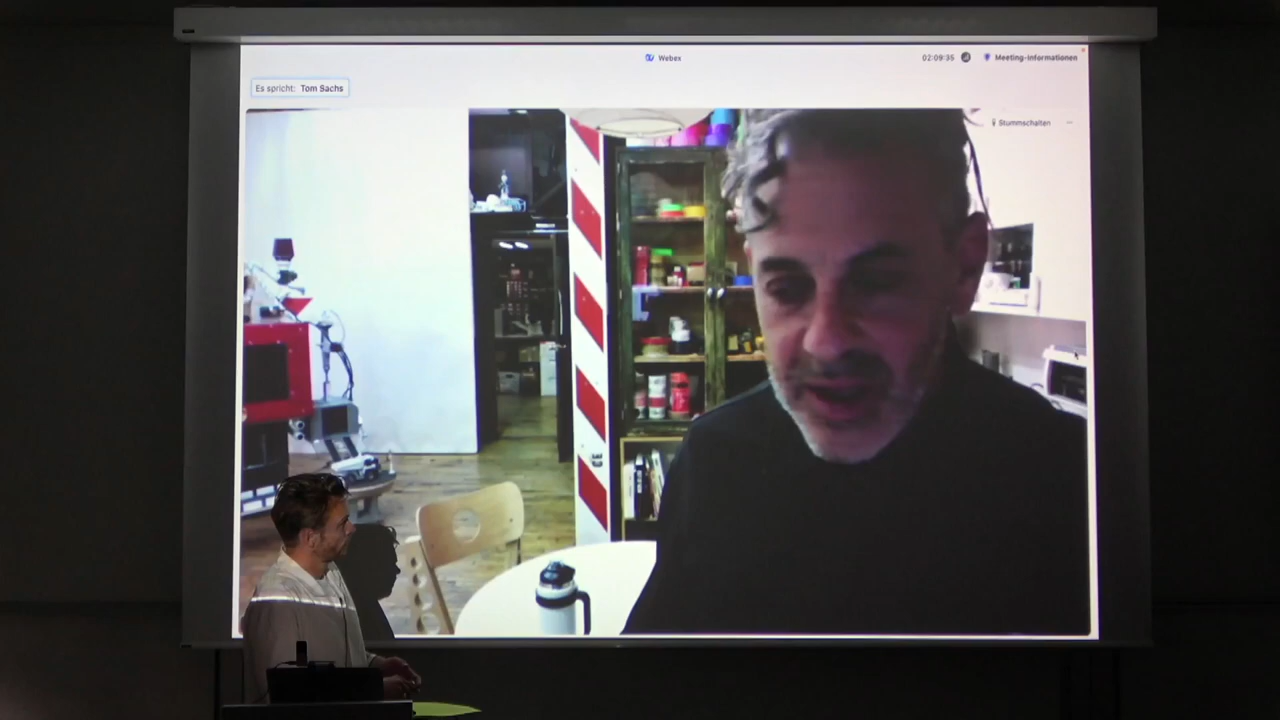 Webex
02:09:35
Meeting-Informationen
Es spricht: Tom Sachs
Stummschalten